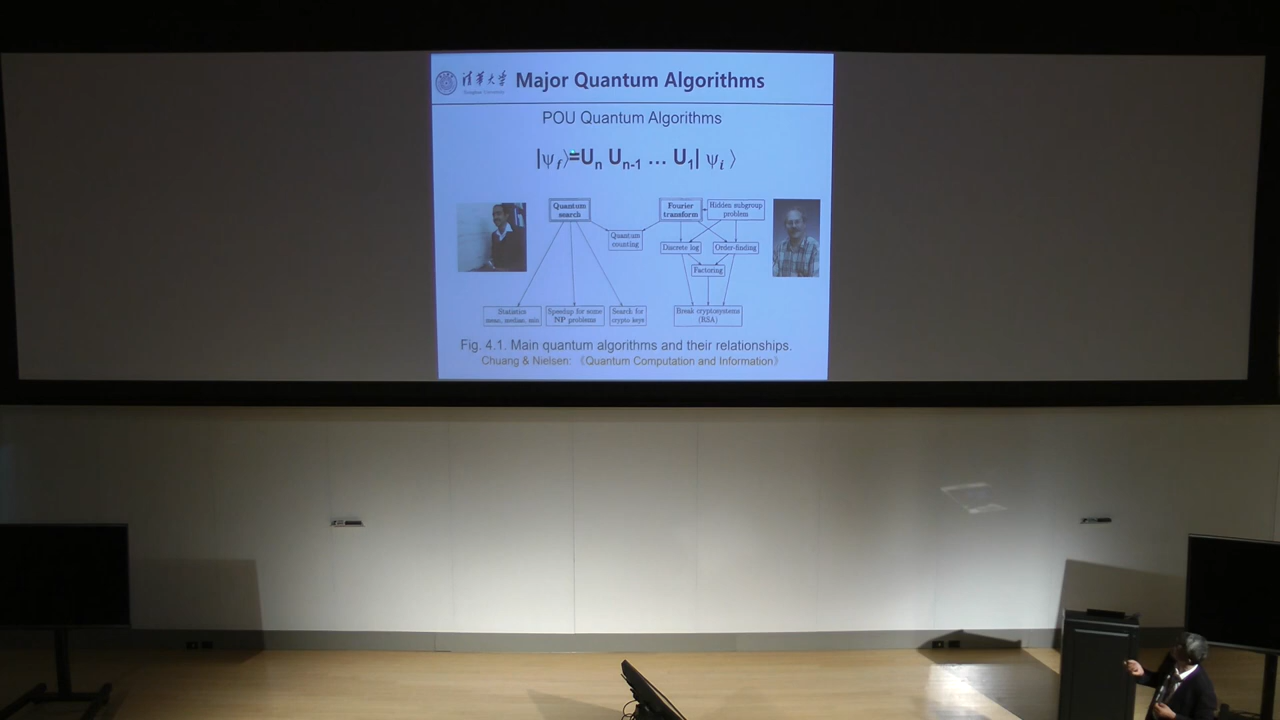 清华大学
Tsinghua University
Major Quantum Algorithms
POU Quantum Algorithms
|ψf⟩=Un Un-1 … U1| ψi ⟩
Quantum search
Fourier transform
Hidden subgroup problem
Quantum counting
Discrete log
Order-finding
Factoring
Statistics
mean, median, min
Speedup for some
NP problems
Search for
crypto keys
Break cryptosystems
(RSA)
Fig. 4.1. Main quantum algorithms and their relationships.
Chuang & Nielsen: 《Quantum Computation and Information》